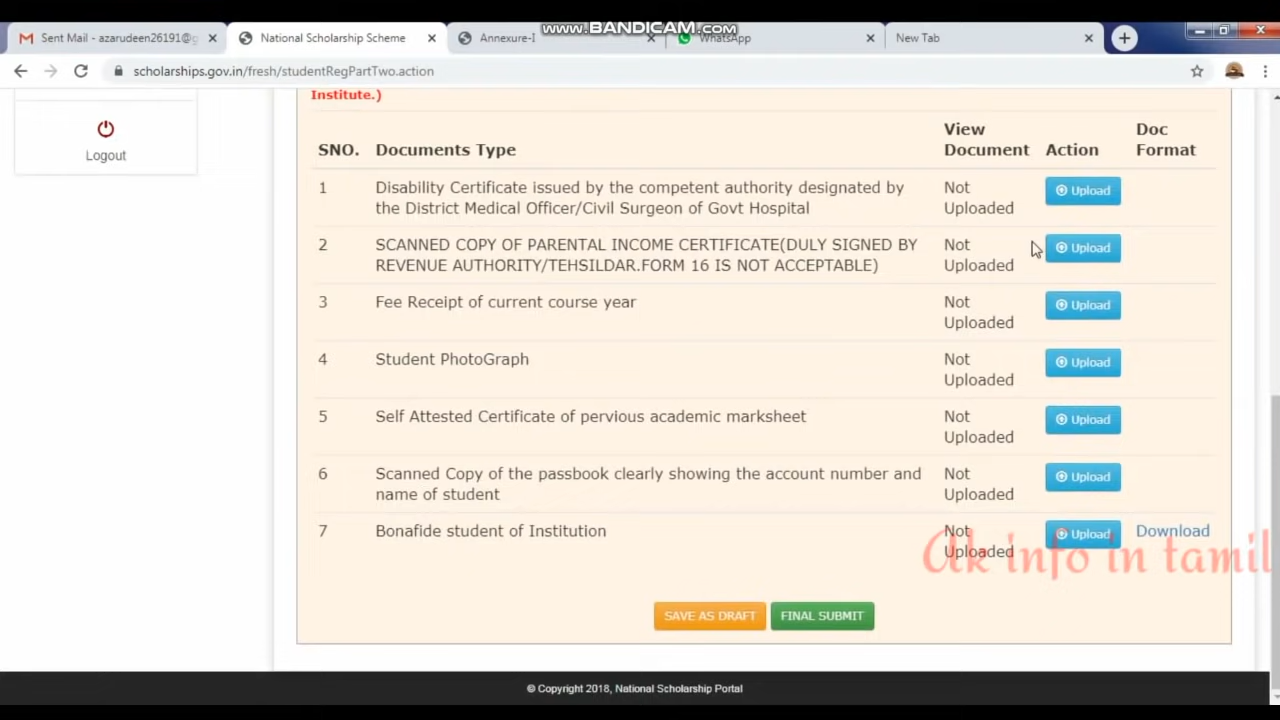 WWW.BANDICAM.COM
Sent Mail - azarudeen26191@g
National Scholarship Scheme
Annexure-I
WhatsApp
New Tab
scholarships.gov.in/fresh/studentRegPartTwo.action
Logout
Institute.)
SNO. Documents Type View Document Action Doc Format
1 Disability Certificate issued by the competent authority designated by Not Uploaded Upload
the District Medical Officer/Civil Surgeon of Govt Hospital
2 SCANNED COPY OF PARENTAL INCOME CERTIFICATE(DULY SIGNED BY Not Uploaded Upload
REVENUE AUTHORITY/TEHSILDAR.FORM 16 IS NOT ACCEPTABLE)
3 Fee Receipt of current course year Not Uploaded Upload
4 Student PhotoGraph Not Uploaded Upload
5 Self Attested Certificate of pervious academic marksheet Not Uploaded Upload
6 Scanned Copy of the passbook clearly showing the account number and Not Uploaded Upload
name of student
7 Bonafide student of Institution Not Uploaded Upload Download
Ak info in tamil
SAVE AS DRAFT FINAL SUBMIT
© Copyright 2018, National Scholarship Portal